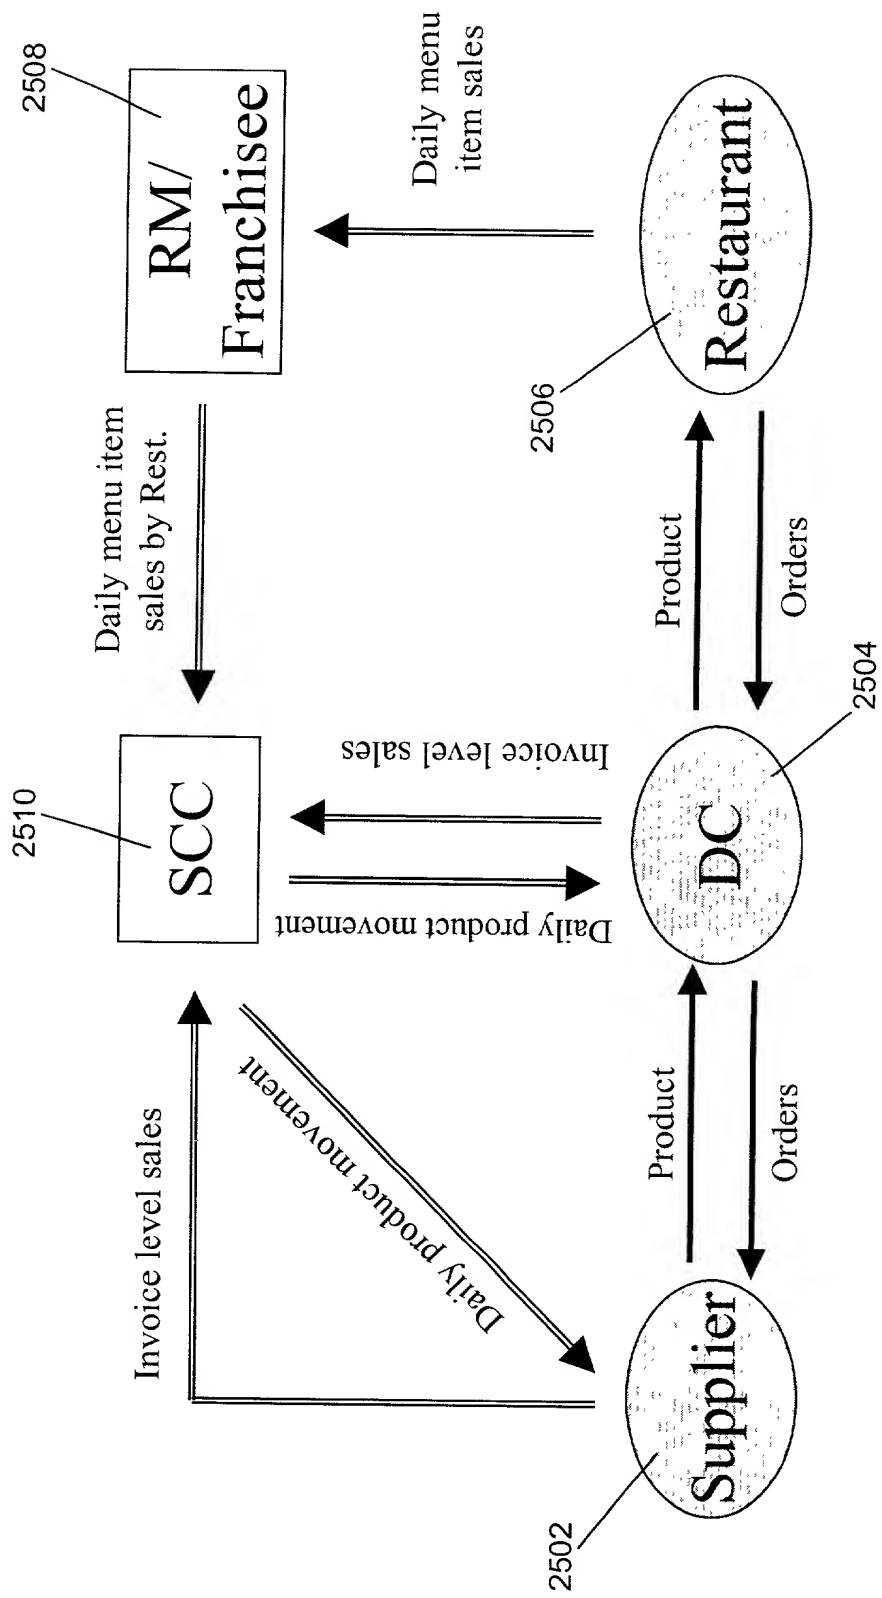 Invoice level sales
2510
SCC
Daily menu item
sales by Rest.
2508
RM/
Franchisee
Daily product movement
Daily product movement
Invoice level sales
Daily menu
item sales
2502
Supplier
Product
Orders
DC
2504
Product
Orders
2506
Restaurant